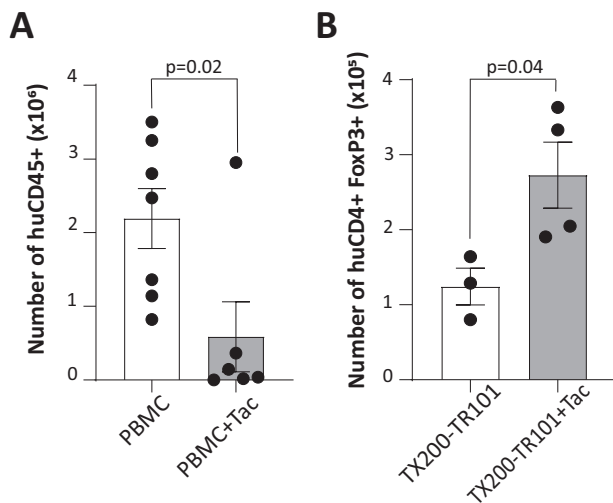 A
Number of huCD45+ (x10⁶)
p=0.02
4
3
2
1
0
PBMC
PBMC+Tac
B
Number of huCD4+ FoxP3+ (x10⁵)
p=0.04
4
3
2
1
0
TX200-TR101
TX200-TR101+Tac